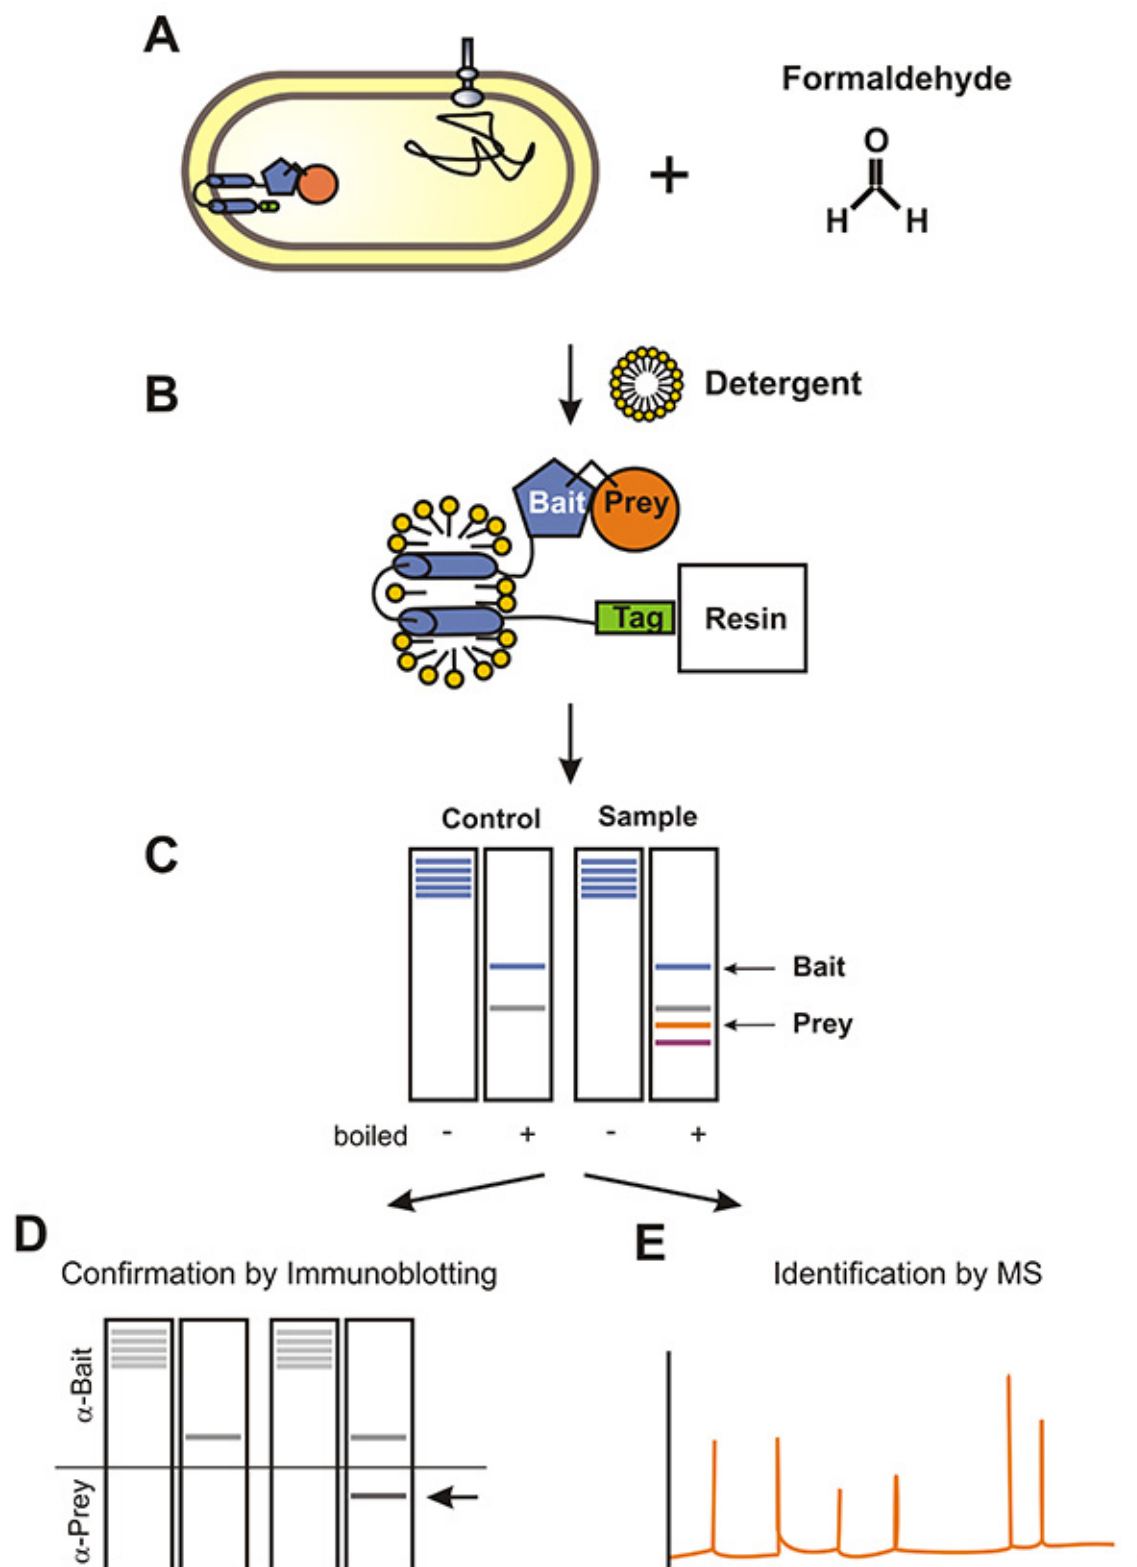 A
Formaldehyde
+
O
H H
B
Detergent
Bait Prey
Tag Resin
Control Sample
C
Bait
Prey
boiled - + - +
D
E
Confirmation by Immunoblotting
Identification by MS
α-Bait
α-Prey